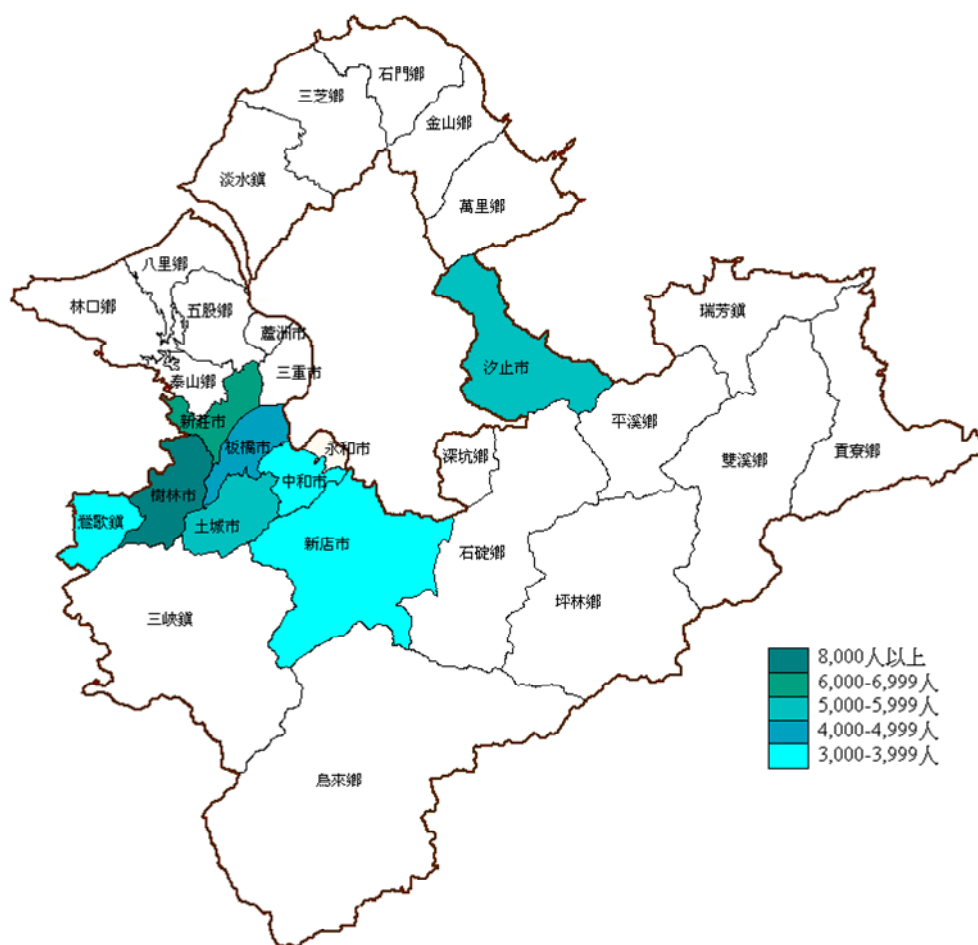 石門鄉
三芝鄉
金山鄉
淡水鎮
萬里鄉
八里鄉
林口鄉
五股鄉
瑞芳鎮
蘆洲市
汐止市
三重市
泰山鄉
平溪鄉
新莊市
板橋市
永和市
深坑鄉
雙溪鄉
貢寮鄉
中和市
樹林市
鶯歌鎮
土城市
新店市
石碇鄉
坪林鄉
三峽鎮
烏來鄉
8,000人以上
6,000-6,999人
5,000-5,999人
4,000-4,999人
3,000-3,999人